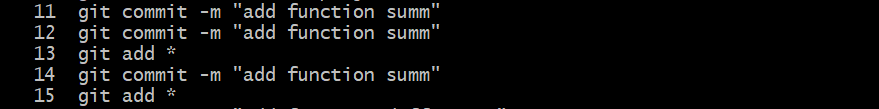 11 git commit -m "add function summ"
12 git commit -m "add function summ"
13 git add *
14 git commit -m "add function summ"
15 git add *